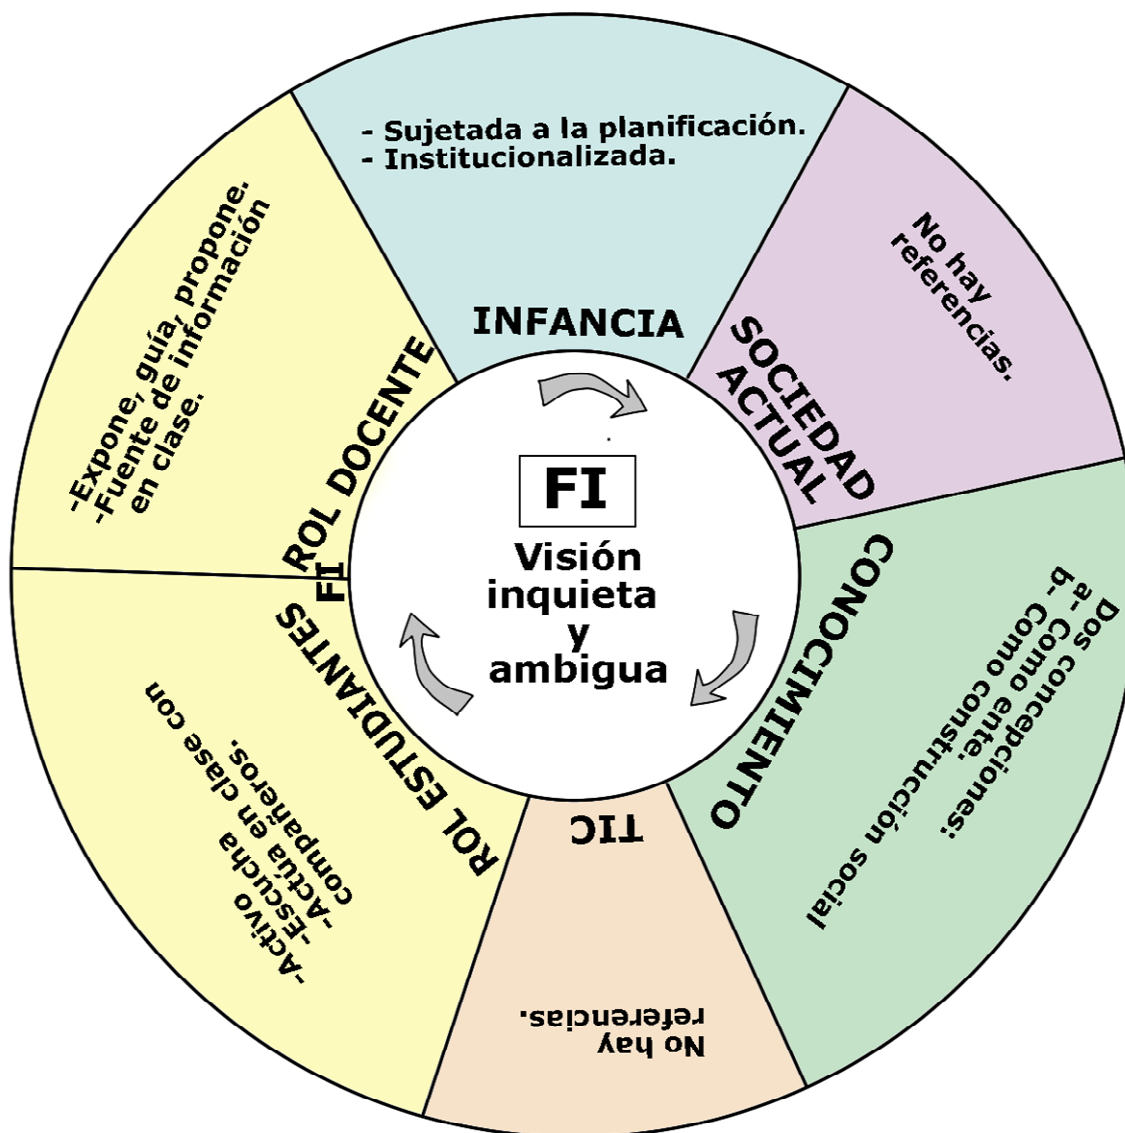 - Sujetada a la planificación.
- Institucionalizada.
INFANCIA
No hay
referencias.
SOCIEDAD
ACTUAL
Dos concepciones:
a- Como ente.
b- Como construcción social
CONOCIMIENTO
TIC
No hay
referencias.
ROL ESTUDIANTES
-Activo
-Escucha
-Actúa en clase con
compañeros.
FI
ROL DOCENTE
-Expone, guía, propone.
-Fuente de información
en clase.
FI
Visión
inquieta
y
ambigua